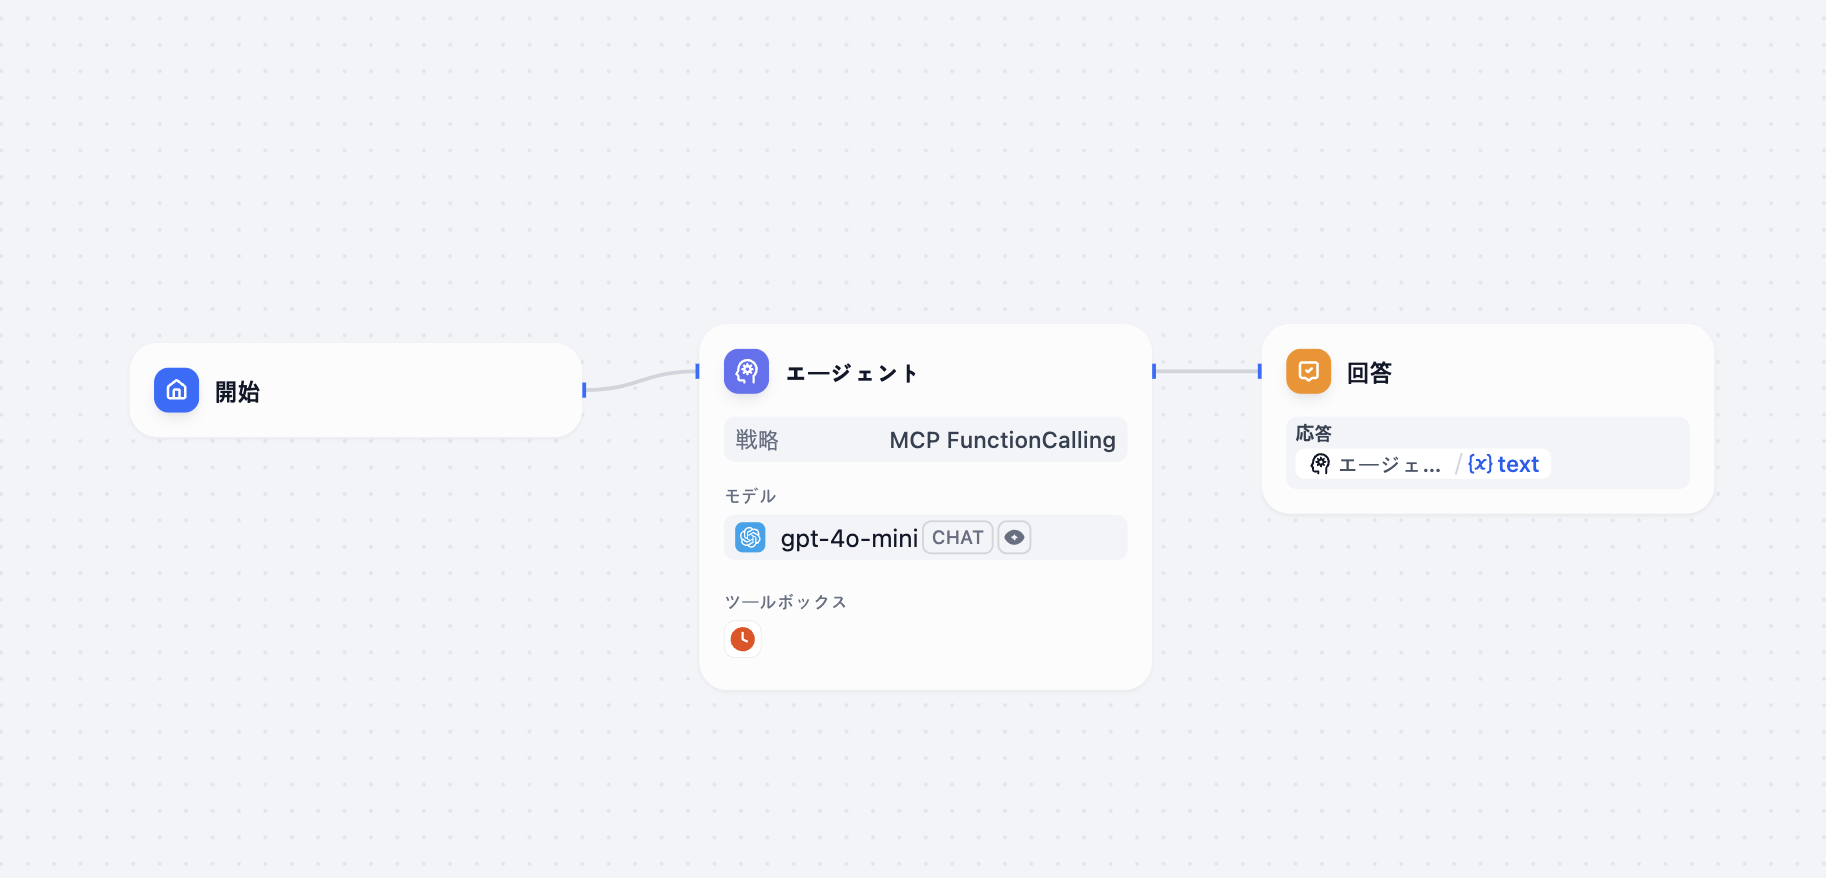 開始
エージェント
戦略 MCP FunctionCalling
モデル
gpt-4o-mini CHAT
ツールボックス
回答
応答
エージェ... / {x} text